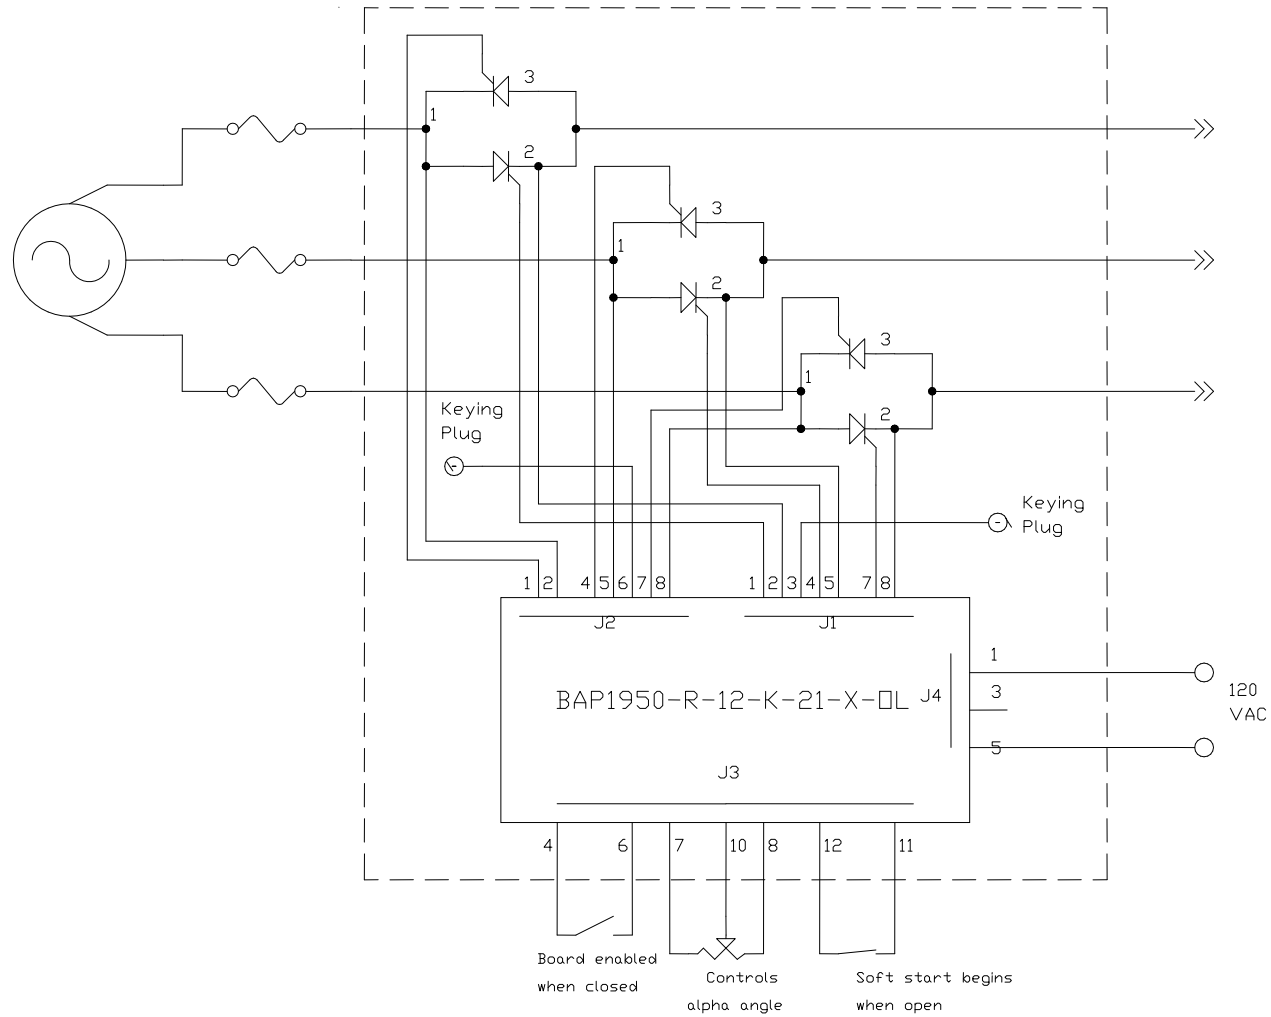 3
1
2
3
1
2
3
1
2
Keying
Plug
Keying
Plug
1 2 4 5 6 7 8 1 2 3 4 5 7 8
J2 J1
1
BAP1950-R-12-K-21-X-OL J4
3
120
VAC
5
J3
4 6 7 10 8 12 11
Board enabled
when closed
Controls
alpha angle
Soft start begins
when open